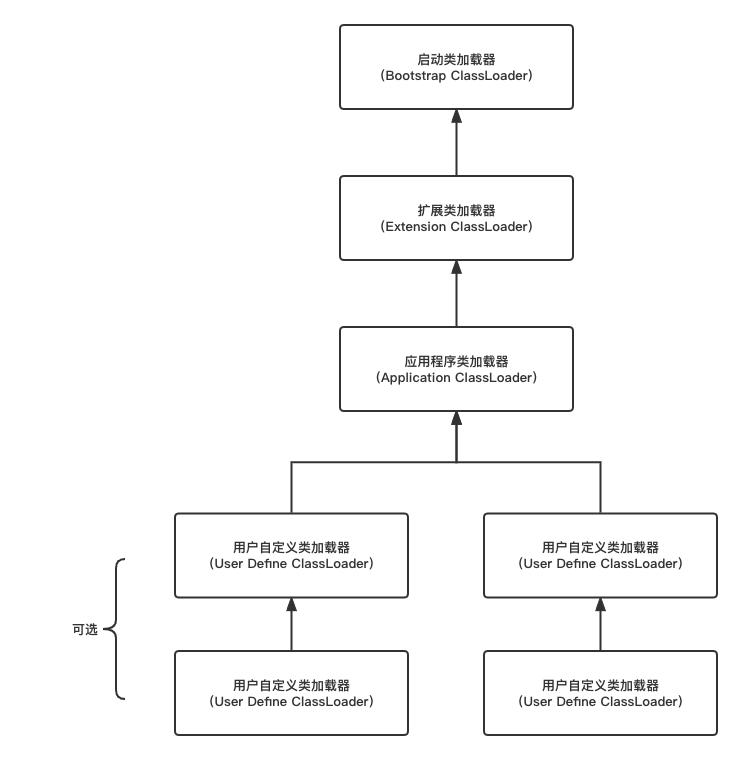 启动类加载器
(Bootstrap ClassLoader)
扩展类加载器
(Extension ClassLoader)
应用程序类加载器
(Application ClassLoader)
用户自定义类加载器
(User Define ClassLoader)
用户自定义类加载器
(User Define ClassLoader)
可选
用户自定义类加载器
(User Define ClassLoader)
用户自定义类加载器
(User Define ClassLoader)